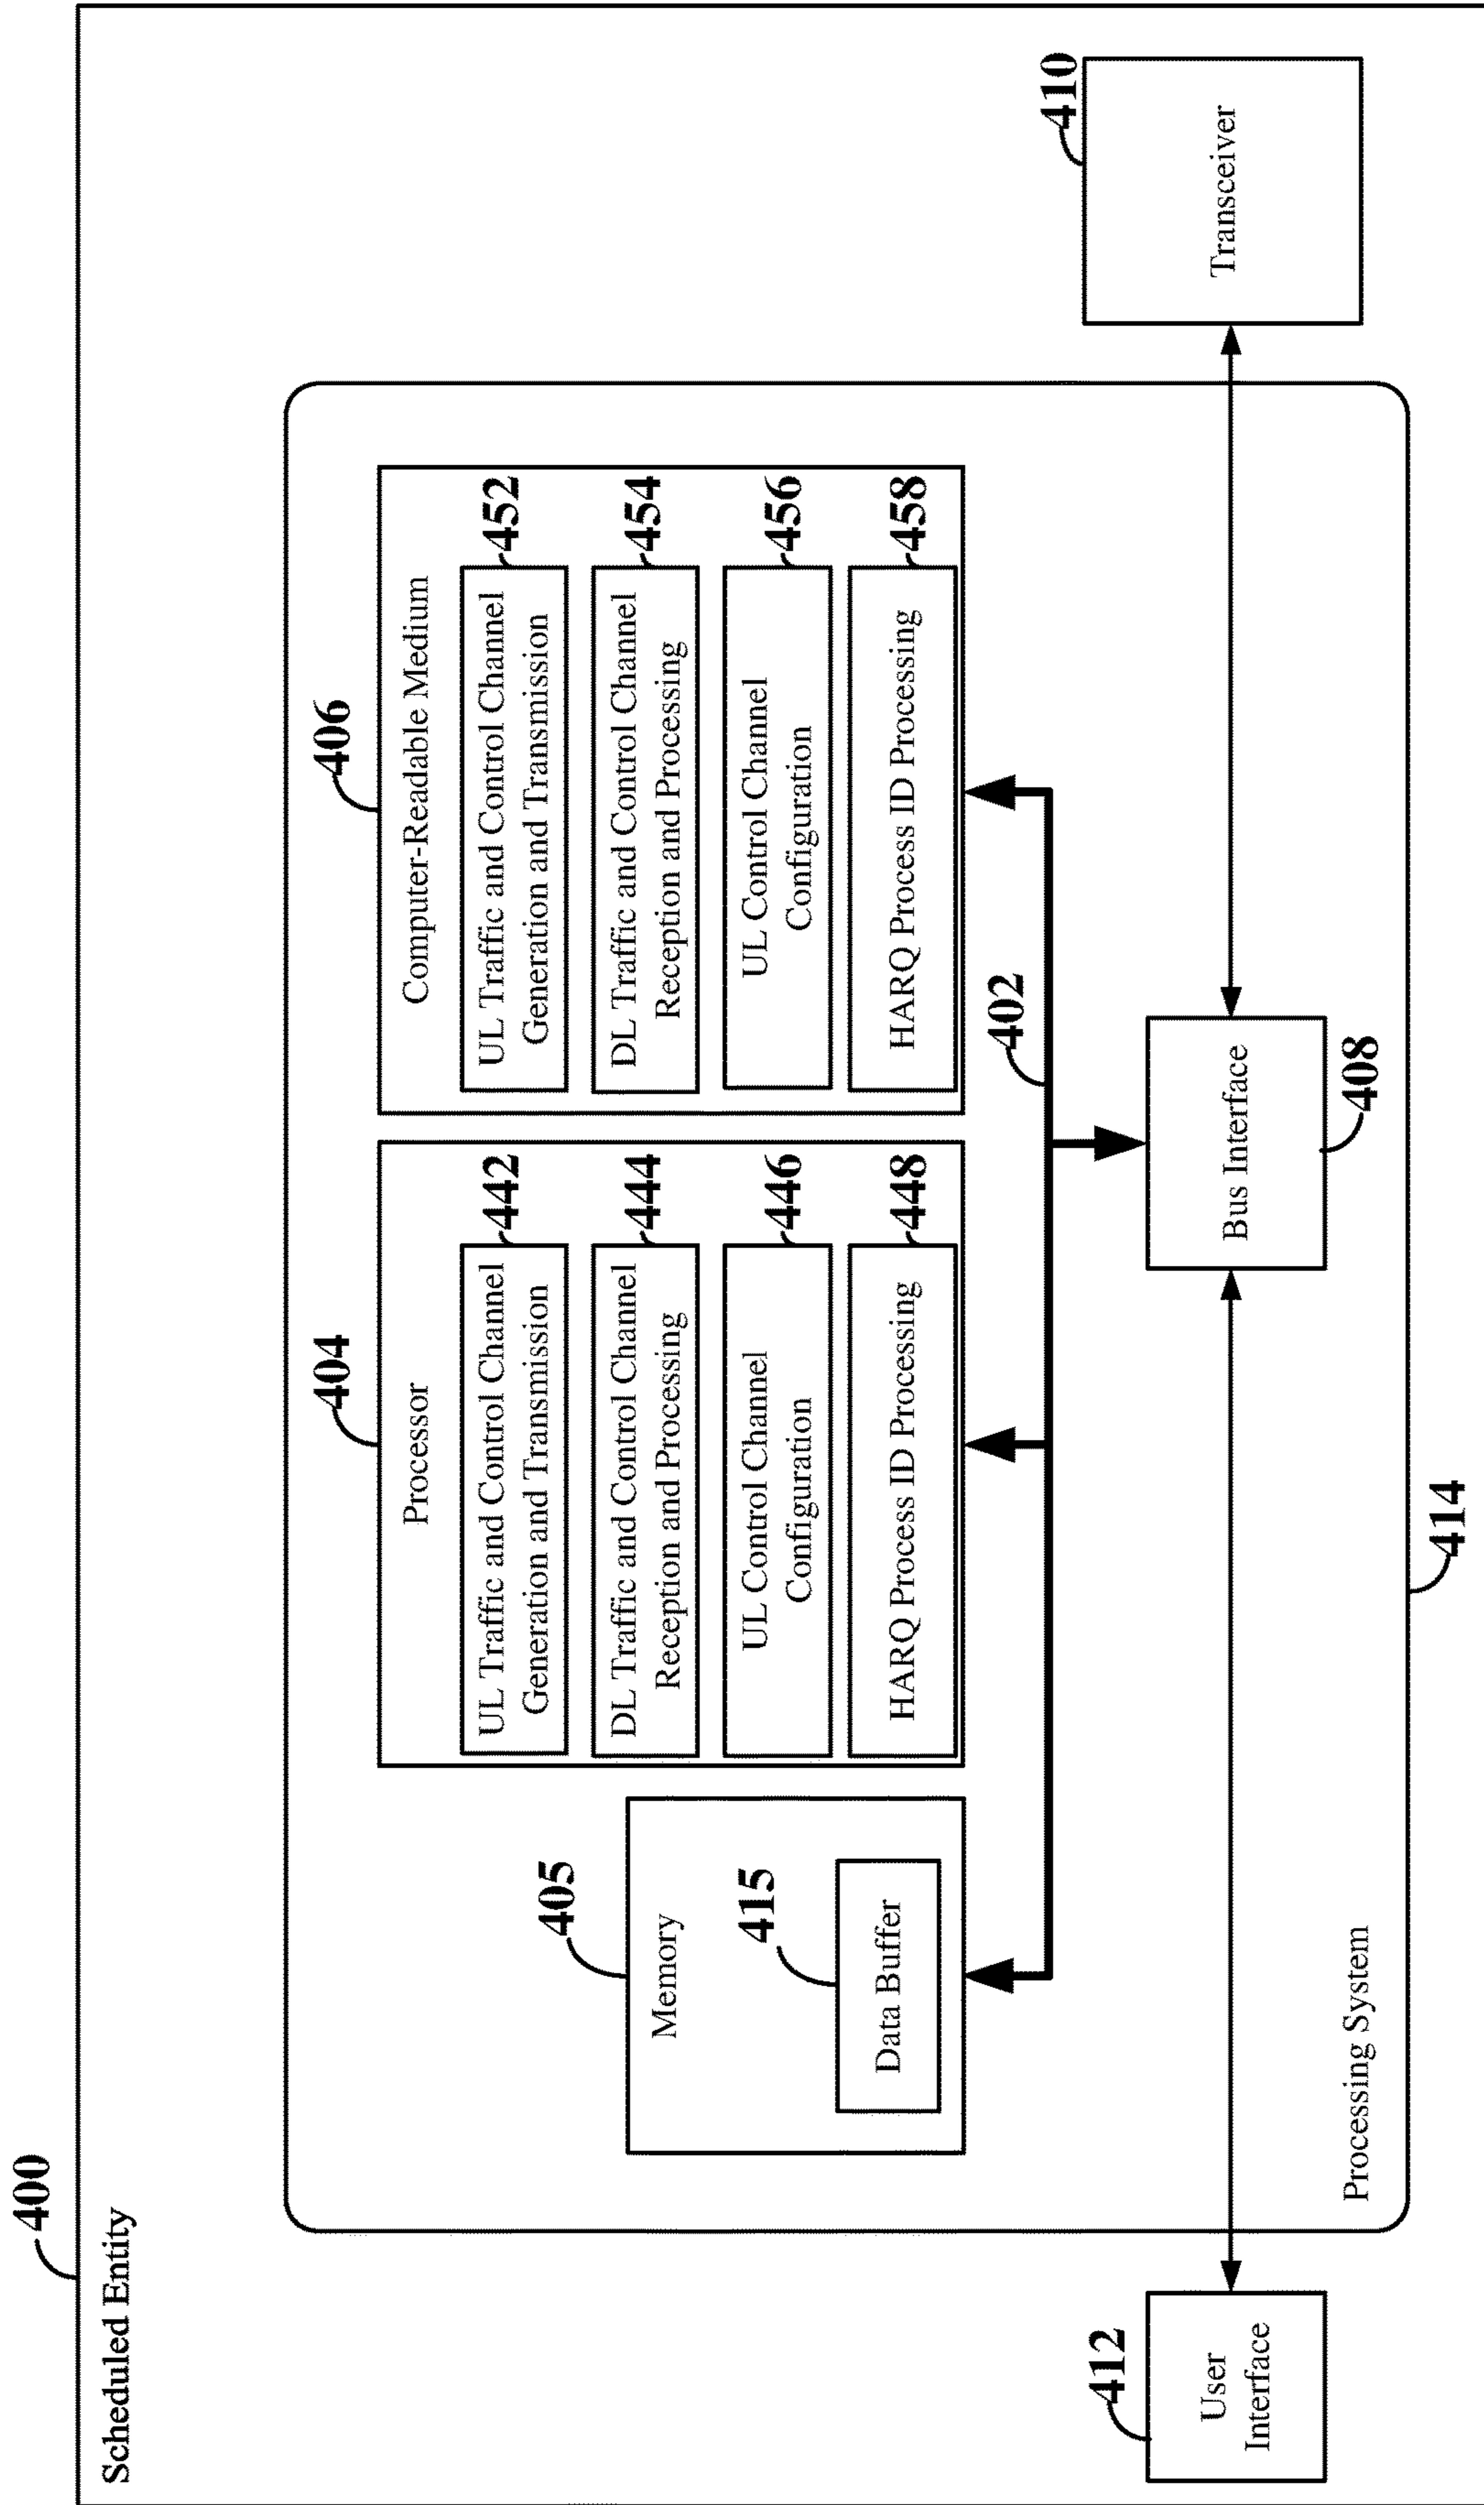 400
Scheduled Entity
404
406
Processor
Computer-Readable Medium
UL Traffic and Control Channel
Generation and Transmission
442
UL Traffic and Control Channel
Generation and Transmission
452
405
Memory
DL Traffic and Control Channel
Reception and Processing
444
DL Traffic and Control Channel
Reception and Processing
454
415
Data Buffer
UL Control Channel
Configuration
446
UL Control Channel
Configuration
456
HARQ Process ID Processing
448
HARQ Process ID Processing
458
402
412
User
Interface
Bus Interface
408
410
Transceiver
Processing System
414